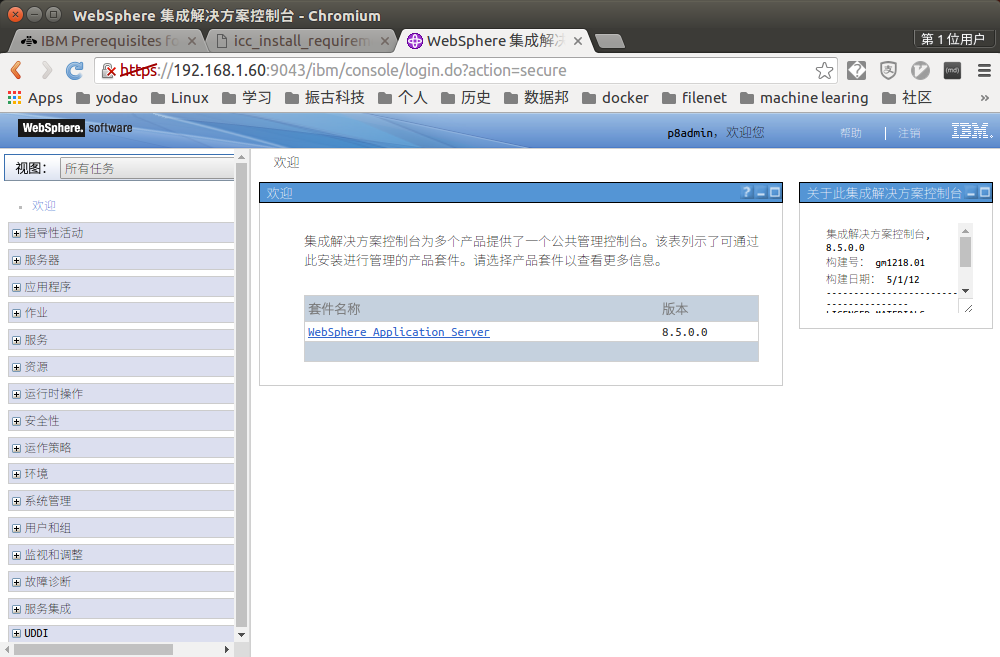 WebSphere 集成解决方案控制台 - Chromium
IBM Prerequisites fo
icc_install_requirem
WebSphere 集成解决
第 1 位用户
https://192.168.1.60:9043/ibm/console/login.do?action=secure
Apps yodao Linux 学习 振古科技 个人 历史 数据邦 docker filenet machine learing 社区 »
WebSphere. software
p8admin，欢迎您 帮助 注销 IBM.
视图： 所有任务
欢迎
指导性活动
服务器
应用程序
作业
服务
资源
运行时操作
安全性
运作策略
环境
系统管理
用户和组
监视和调整
故障诊断
服务集成
UDDI
欢迎
欢迎
集成解决方案控制台为多个产品提供了一个公共管理控制台。该表列示了可通过
此安装进行管理的产品套件。请选择产品套件以查看更多信息。
套件名称 版本
WebSphere Application Server 8.5.0.0
关于此集成解决方案控制台
集成解决方案控制台，
8.5.0.0
构建号： gm1218.01
构建日期： 5/1/12
-------------------------
---------------
LICENSED MATERIALS